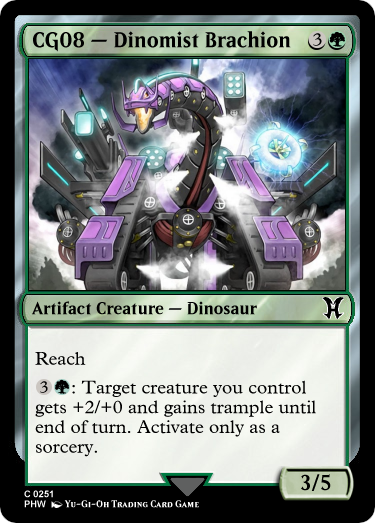 CG08 — Dinomist Brachion 3
Artifact Creature — Dinosaur
Reach
3: Target creature you control
gets +2/+0 and gains trample until
end of turn. Activate only as a
sorcery.
3/5
C 0251
PHW Yu-Gi-Oh Trading Card Game